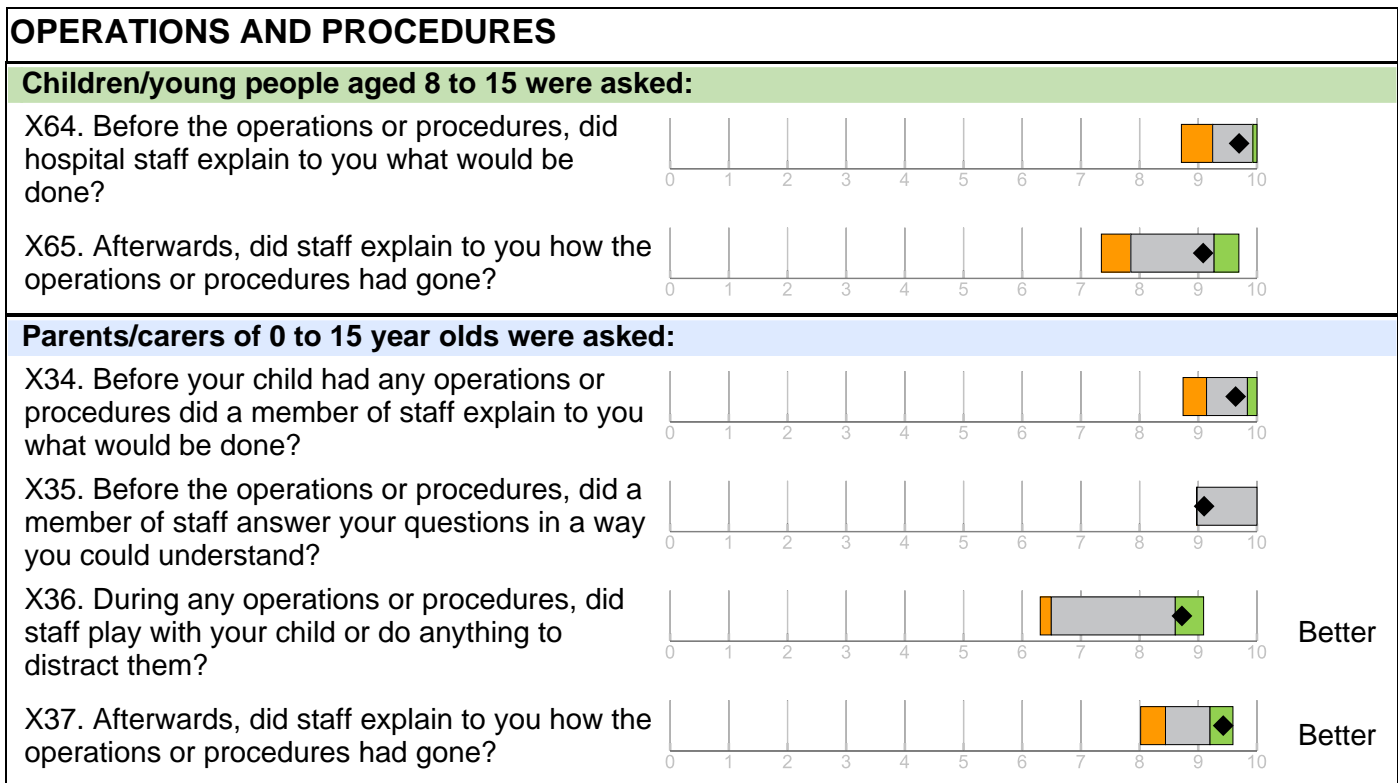 OPERATIONS AND PROCEDURES
Children/young people aged 8 to 15 were asked:
X64. Before the operations or procedures, did
hospital staff explain to you what would be
done?
0 1 2 3 4 5 6 7 8 9 10
X65. Afterwards, did staff explain to you how the
operations or procedures had gone?
0 1 2 3 4 5 6 7 8 9 10
Parents/carers of 0 to 15 year olds were asked:
X34. Before your child had any operations or
procedures did a member of staff explain to you
what would be done?
0 1 2 3 4 5 6 7 8 9 10
X35. Before the operations or procedures, did a
member of staff answer your questions in a way
you could understand?
0 1 2 3 4 5 6 7 8 9 10
X36. During any operations or procedures, did
staff play with your child or do anything to
distract them?
0 1 2 3 4 5 6 7 8 9 10
Better
X37. Afterwards, did staff explain to you how the
operations or procedures had gone?
0 1 2 3 4 5 6 7 8 9 10
Better